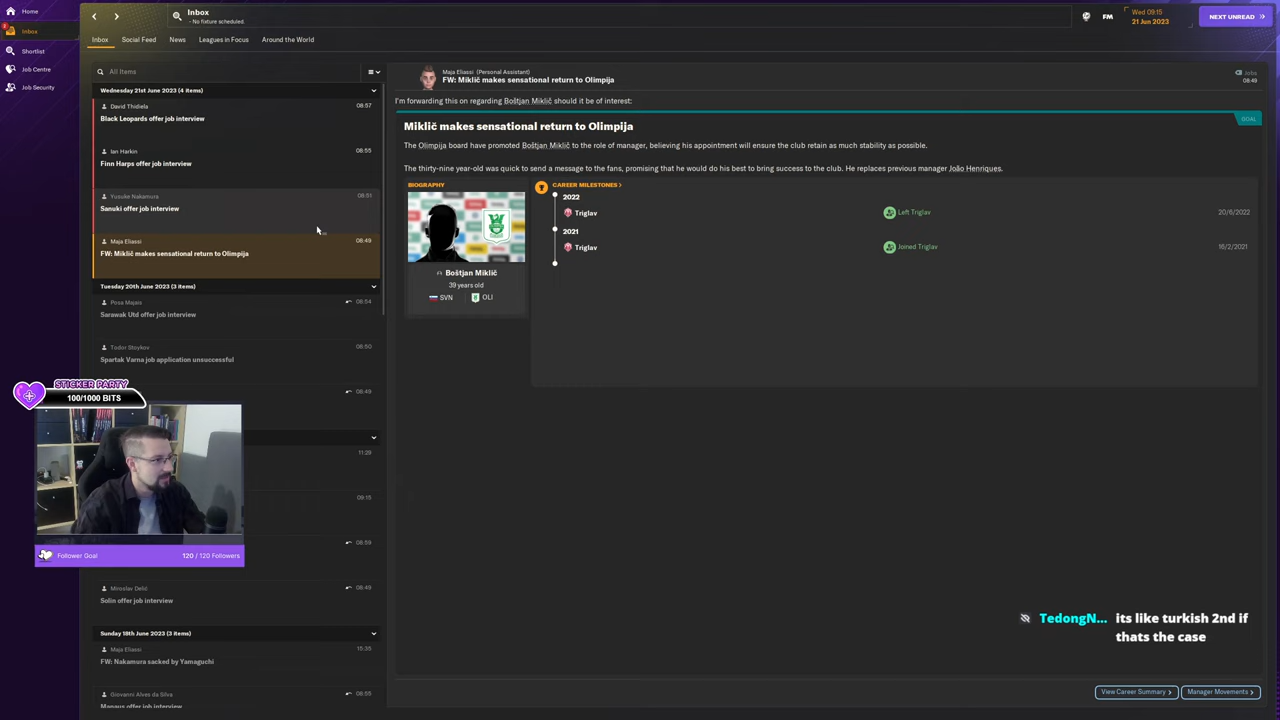 Home
2
Inbox
Shortlist
Job Centre
Job Security
Inbox
- No fixture scheduled.
FM
Wed 09:15
21 Jun 2023
NEXT UNREAD
Inbox
Social Feed
News
Leagues in Focus
Around the World
All Items
Wednesday 21st June 2023 (4 items)
David Thidiela
08:57
Black Leopards offer job interview
Ian Harkin
08:55
Finn Harps offer job interview
Yusuke Nakamura
08:51
Sanuki offer job interview
Maja Eliassi
08:49
FW: Miklič makes sensational return to Olimpija
Tuesday 20th June 2023 (3 items)
Posa Majais
08:54
Sarawak Utd offer job interview
Todor Stoykov
08:50
Spartak Varna job application unsuccessful
08:49
11:29
09:15
08:59
Miroslav Delić
08:49
Solin offer job interview
Sunday 18th June 2023 (3 items)
Maja Eliassi
15:35
FW: Nakamura sacked by Yamaguchi
Giovanni Alves da Silva
08:55
Manaus offer job interview
Maja Eliassi (Personal Assistant)
FW: Miklič makes sensational return to Olimpija
Jobs
08:49
I'm forwarding this on regarding Boštjan Miklič should it be of interest:
GOAL
Miklič makes sensational return to Olimpija
The Olimpija board have promoted Boštjan Miklič to the role of manager, believing his appointment will ensure the club retain as much stability as possible.
The thirty-nine year-old was quick to send a message to the fans, promising that he would do his best to bring success to the club. He replaces previous manager João Henriques.
BIOGRAPHY
Boštjan Miklič
39 years old
SVN
OLI
CAREER MILESTONES >
2022
Triglav
Left Triglav
20/6/2022
2021
Triglav
Joined Triglav
16/2/2021
STICKER PARTY
100/1000 BITS
Follower Goal
120 / 120 Followers
TedongN... its like turkish 2nd if
thats the case
View Career Summary >
Manager Movements >